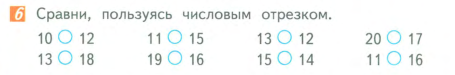 6 Сравни, пользуясь числовым отрезком.
10 ○ 12 11 ○ 15 13 ○ 12 20 ○ 17
13 ○ 18 19 ○ 16 15 ○ 14 11 ○ 16